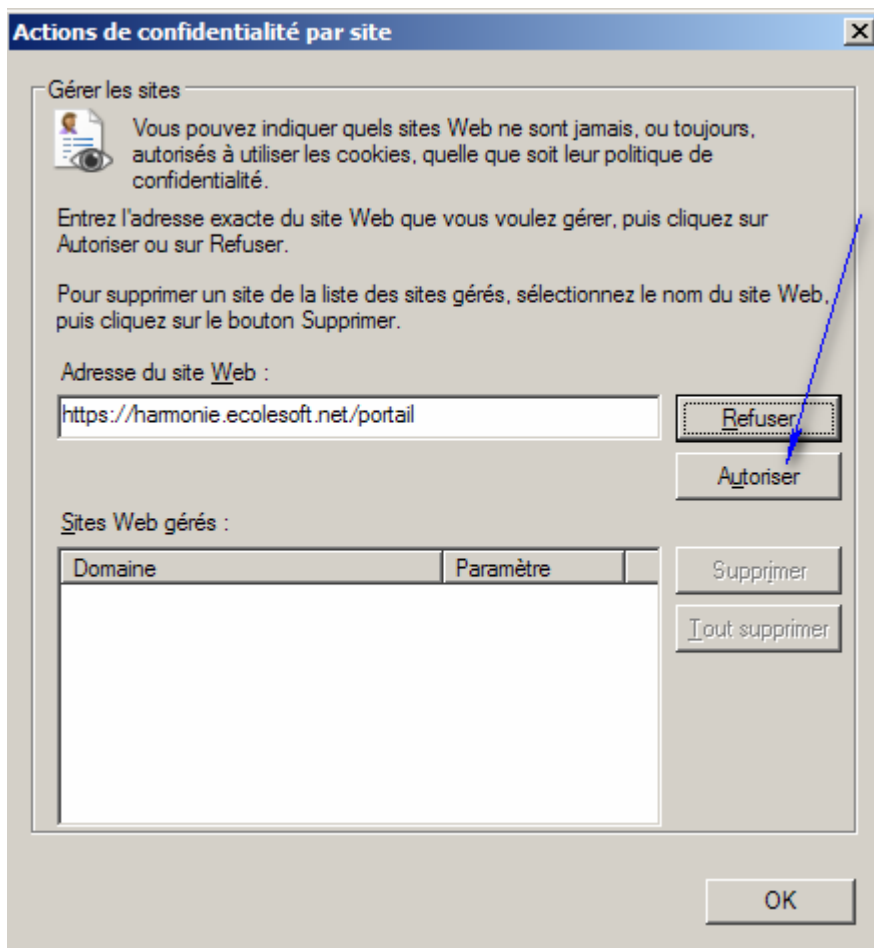 Actions de confidentialité par site
Gérer les sites
Vous pouvez indiquer quels sites Web ne sont jamais, ou toujours,
autorisés à utiliser les cookies, quelle que soit leur politique de
confidentialité.
Entrez l'adresse exacte du site Web que vous voulez gérer, puis cliquez sur
Autoriser ou sur Refuser.
Pour supprimer un site de la liste des sites gérés, sélectionnez le nom du site Web,
puis cliquez sur le bouton Supprimer.
Adresse du site Web :
https://harmonie.ecolesoft.net/portail
Refuser
Autoriser
Sites Web gérés :
Domaine Paramètre
Supprimer
Tout supprimer
OK